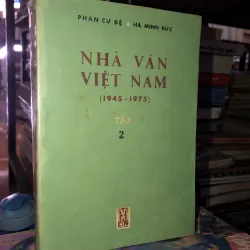 PHAN CỰ ĐỆ - HÀ MINH ĐỨC
NHÀ VĂN
VIỆT NAM
(1945-1975)
TẬP
2